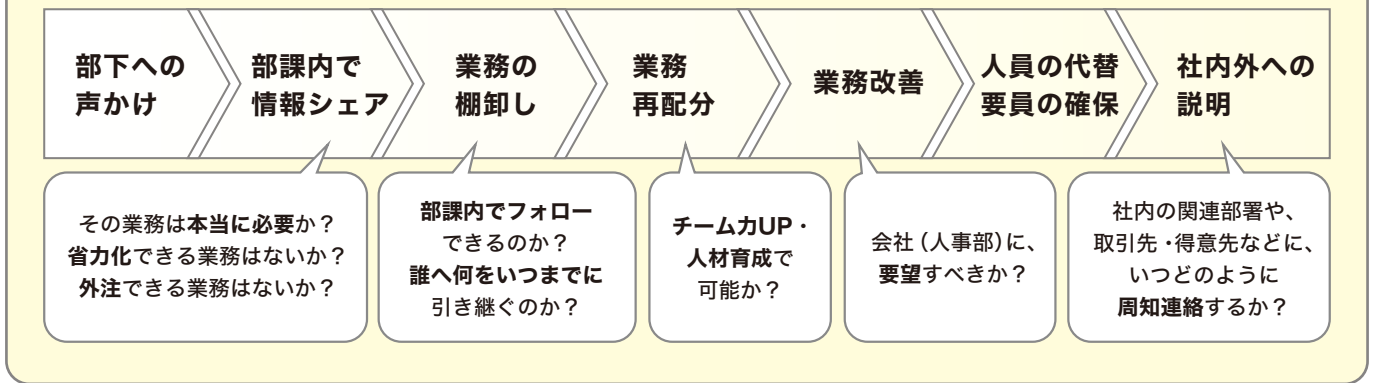 部下への
声かけ
部課内で
情報シェア
業務の
棚卸し
業務
再配分
業務改善
人員の代替
要員の確保
社内外への
説明
その業務は本当に必要か？
省力化できる業務はないか？
外注できる業務はないか？
部課内でフォロー
できるのか？
誰へ何をいつまでに
引き継ぐのか？
チーム力UP・
人材育成で
可能か？
会社（人事部）に、
要望すべきか？
社内の関連部署や、
取引先・得意先などに、
いつどのように
周知連絡するか？